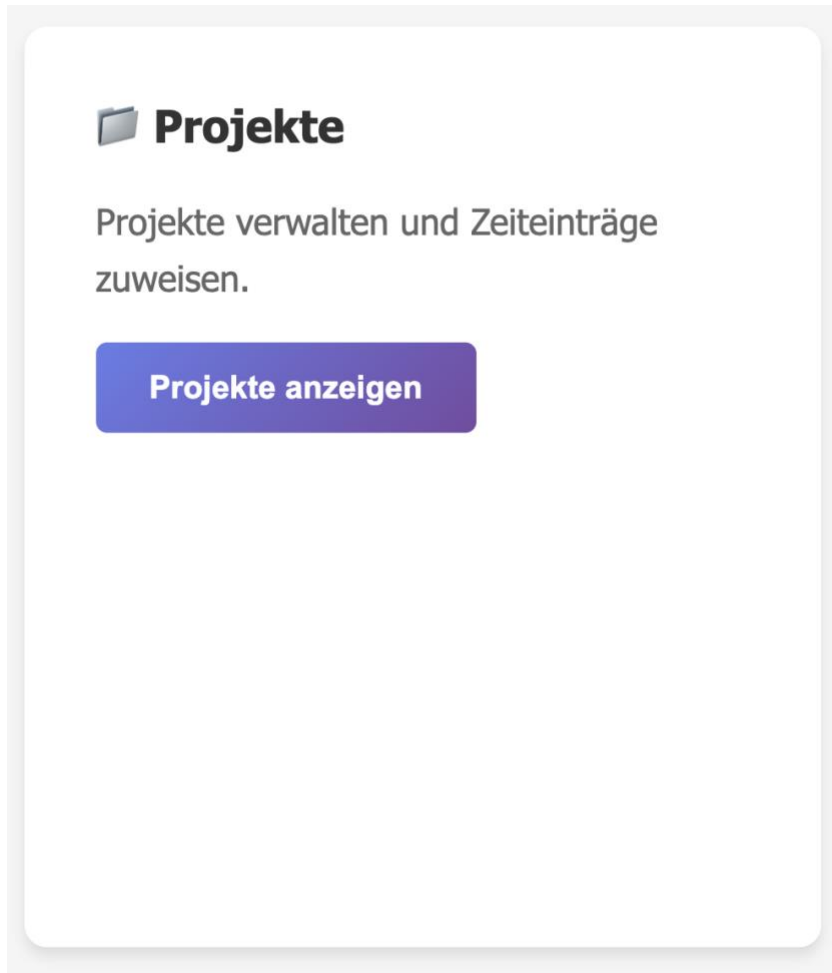 Projekte
Projekte verwalten und Zeiteinträge
zuweisen.
Projekte anzeigen